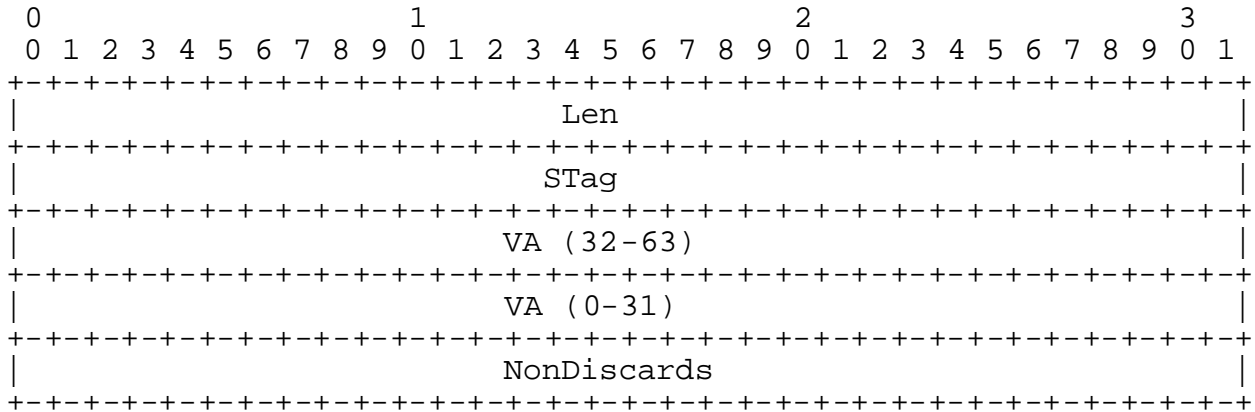 0                   1                   2                   3
0 1 2 3 4 5 6 7 8 9 0 1 2 3 4 5 6 7 8 9 0 1 2 3 4 5 6 7 8 9 0 1
+-+-+-+-+-+-+-+-+-+-+-+-+-+-+-+-+-+-+-+-+-+-+-+-+-+-+-+-+-+-+-+-+
|                            Len                                |
+-+-+-+-+-+-+-+-+-+-+-+-+-+-+-+-+-+-+-+-+-+-+-+-+-+-+-+-+-+-+-+-+
|                           STag                                |
+-+-+-+-+-+-+-+-+-+-+-+-+-+-+-+-+-+-+-+-+-+-+-+-+-+-+-+-+-+-+-+-+
|                         VA (32-63)                            |
+-+-+-+-+-+-+-+-+-+-+-+-+-+-+-+-+-+-+-+-+-+-+-+-+-+-+-+-+-+-+-+-+
|                         VA (0-31)                             |
+-+-+-+-+-+-+-+-+-+-+-+-+-+-+-+-+-+-+-+-+-+-+-+-+-+-+-+-+-+-+-+-+
|                         NonDiscards                           |
+-+-+-+-+-+-+-+-+-+-+-+-+-+-+-+-+-+-+-+-+-+-+-+-+-+-+-+-+-+-+-+-+